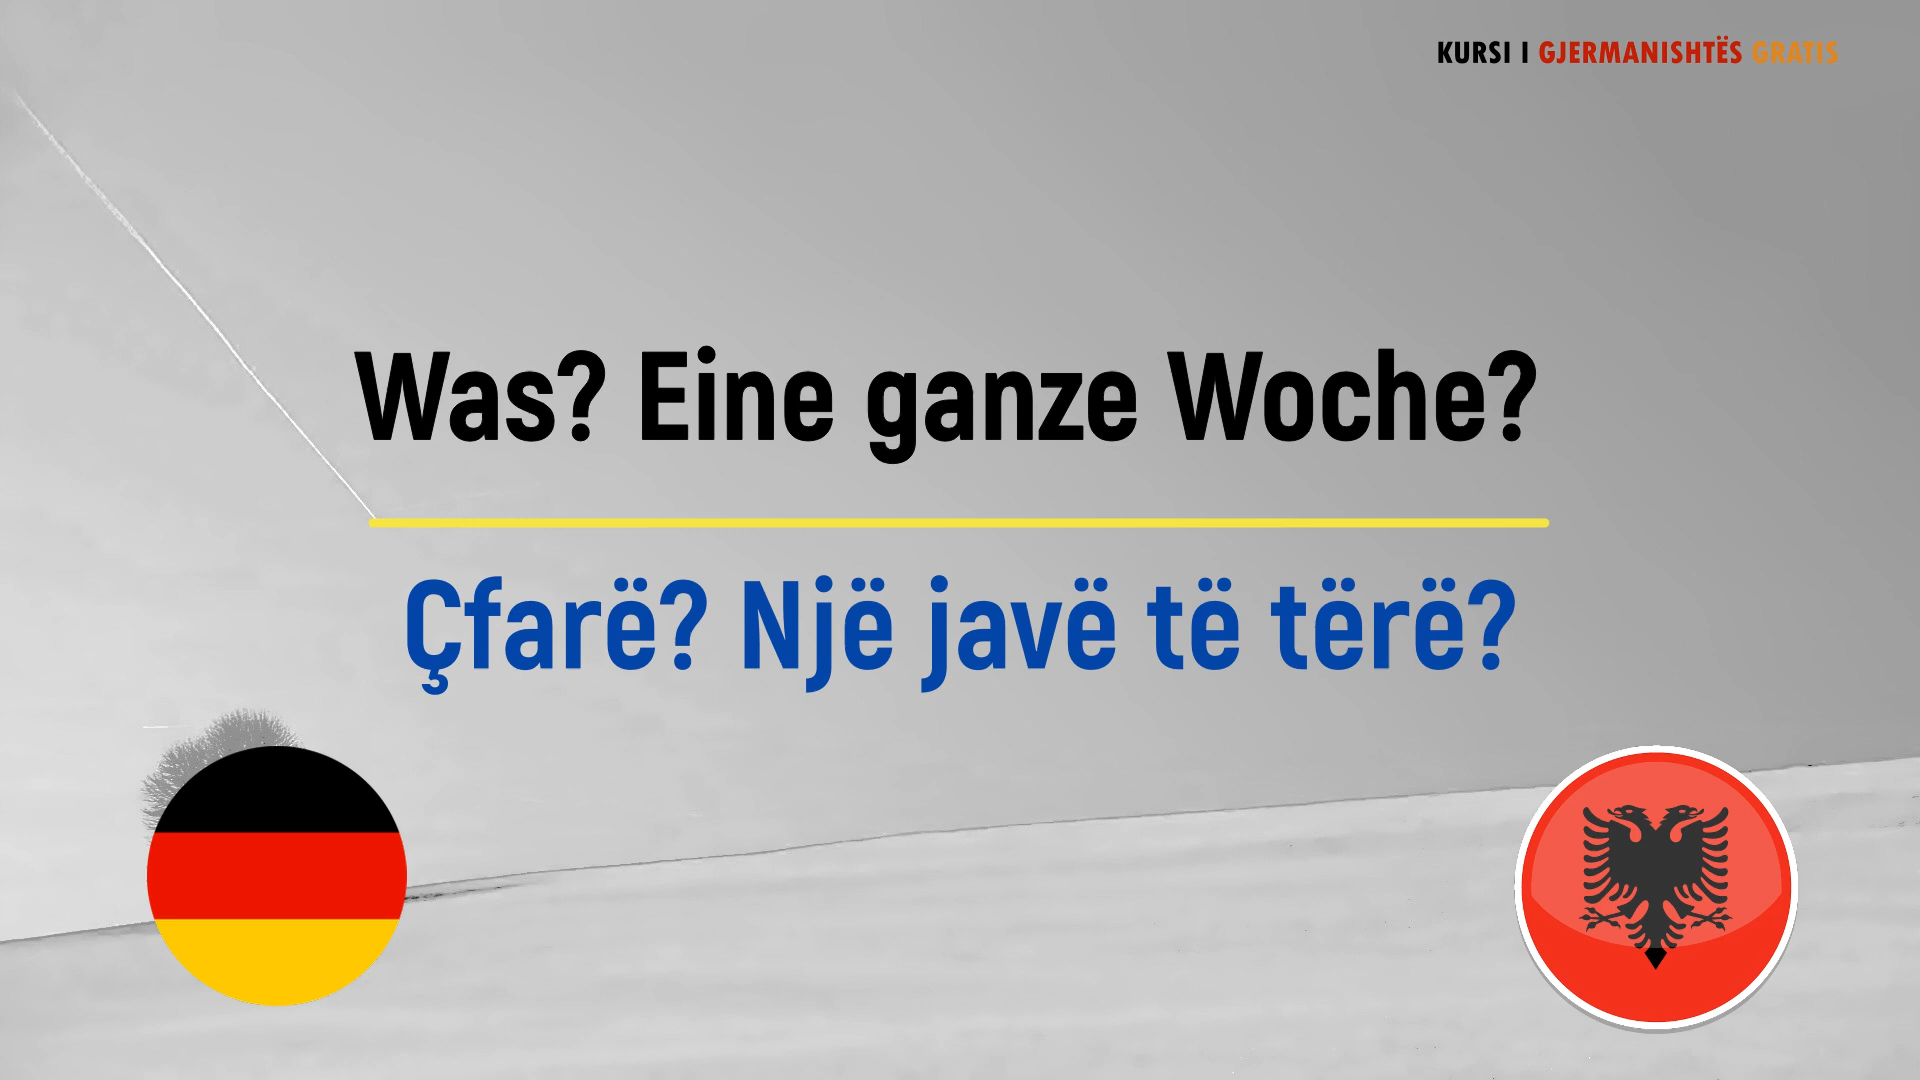 KURSI I GJERMANISHTËS GRATIS
Was? Eine ganze Woche?
Çfarë? Një javë të tërë?